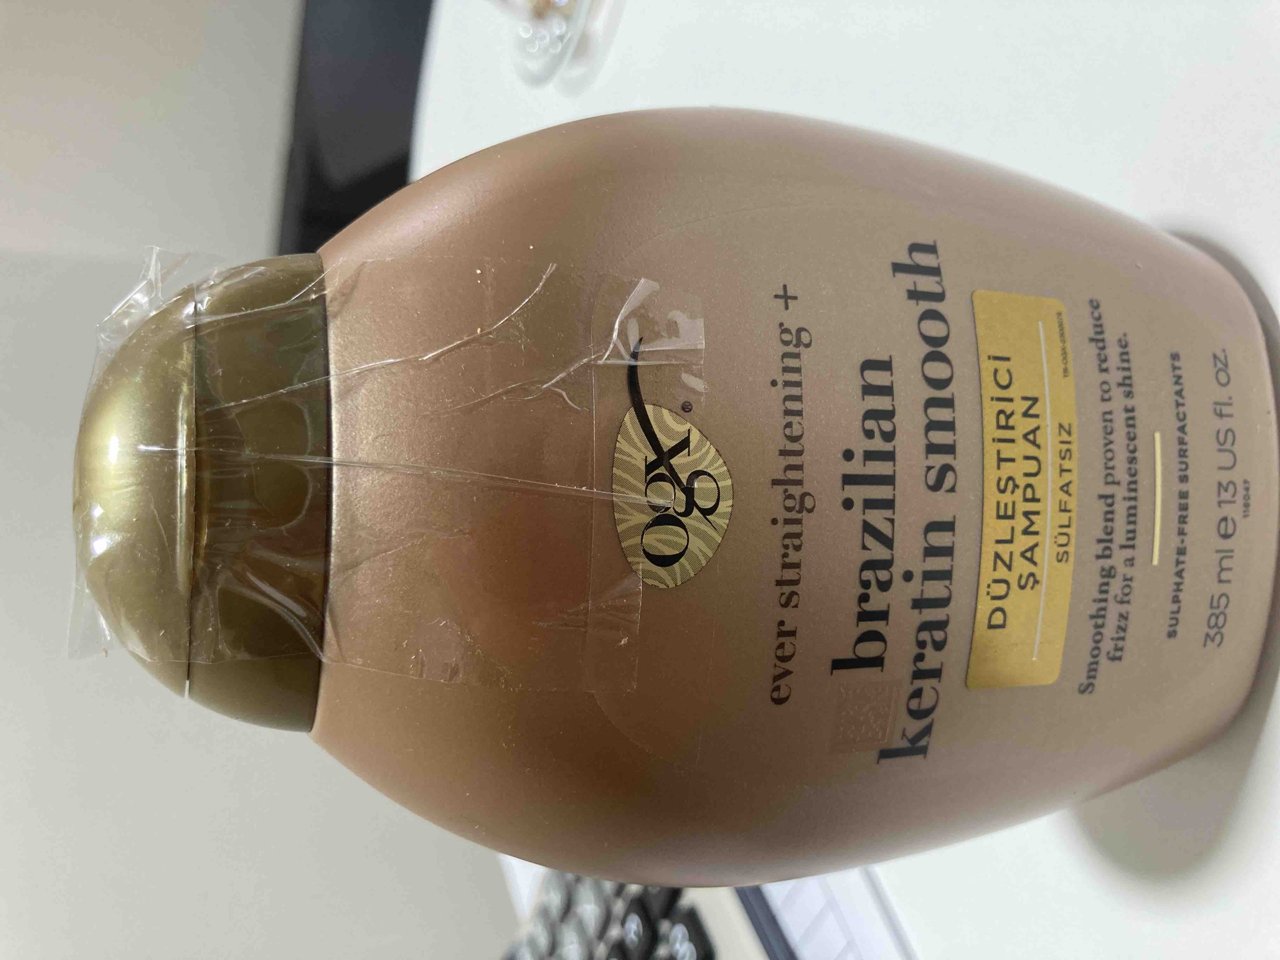 ogx®
ever straightening +
brazilian
keratin smooth
DÜZLEŞTİRİCİ
ŞAMPUAN
SÜLFATSIZ
Smoothing blend proven to reduce
frizz for a luminescent shine.
SULPHATE-FREE SURFACTANTS
385 ml e 13 US fl. oz.
118047